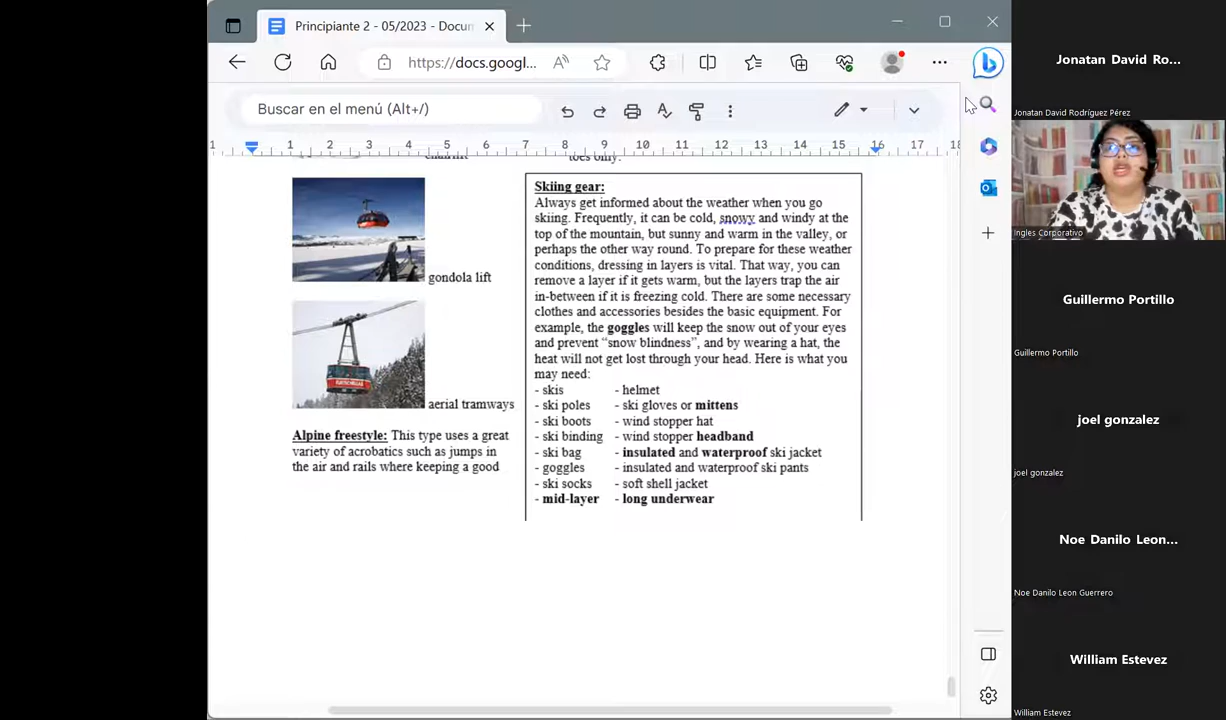 Principiante 2 - 05/2023 - Docum
https://docs.googl...
Buscar en el menú (Alt+/)
1 1 2 3 4 5 6 7 8 9 10 11 12 13 14 15 16 17 18
chairlift
toes only.
gondola lift
aerial tramways
Alpine freestyle: This type uses a great
variety of acrobatics such as jumps in
the air and rails where keeping a good
Skiing gear:
Always get informed about the weather when you go
skiing. Frequently, it can be cold, snowy and windy at the
top of the mountain, but sunny and warm in the valley, or
perhaps the other way round. To prepare for these weather
conditions, dressing in layers is vital. That way, you can
remove a layer if it gets warm, but the layers trap the air
in-between if it is freezing cold. There are some necessary
clothes and accessories besides the basic equipment. For
example, the goggles will keep the snow out of your eyes
and prevent “snow blindness”, and by wearing a hat, the
heat will not get lost through your head. Here is what you
may need:
- skis - helmet
- ski poles - ski gloves or mittens
- ski boots - wind stopper hat
- ski binding - wind stopper headband
- ski bag - insulated and waterproof ski jacket
- goggles - insulated and waterproof ski pants
- ski socks - soft shell jacket
- mid-layer - long underwear
Jonatan David Ro...
Jonatan David Rodríguez Pérez
Ingles Corporativo
Guillermo Portillo
Guillermo Portillo
joel gonzalez
joel gonzalez
Noe Danilo Leon...
Noe Danilo Leon Guerrero
William Estevez
William Estevez